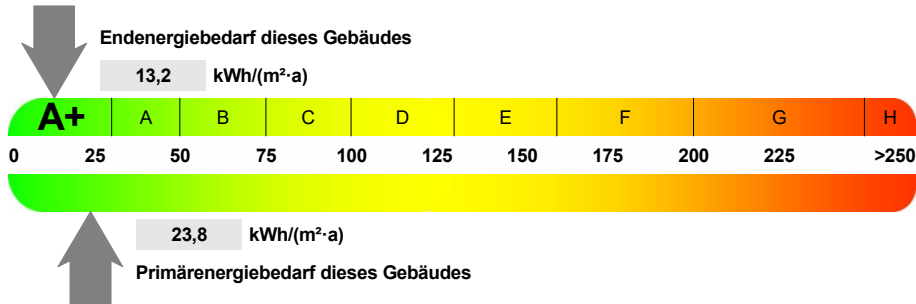 Endenergiebedarf dieses Gebäudes
13,2 kWh/(m²·a)
A+ A B C D E F G H
0 25 50 75 100 125 150 175 200 225 >250
23,8 kWh/(m²·a)
Primärenergiebedarf dieses Gebäudes